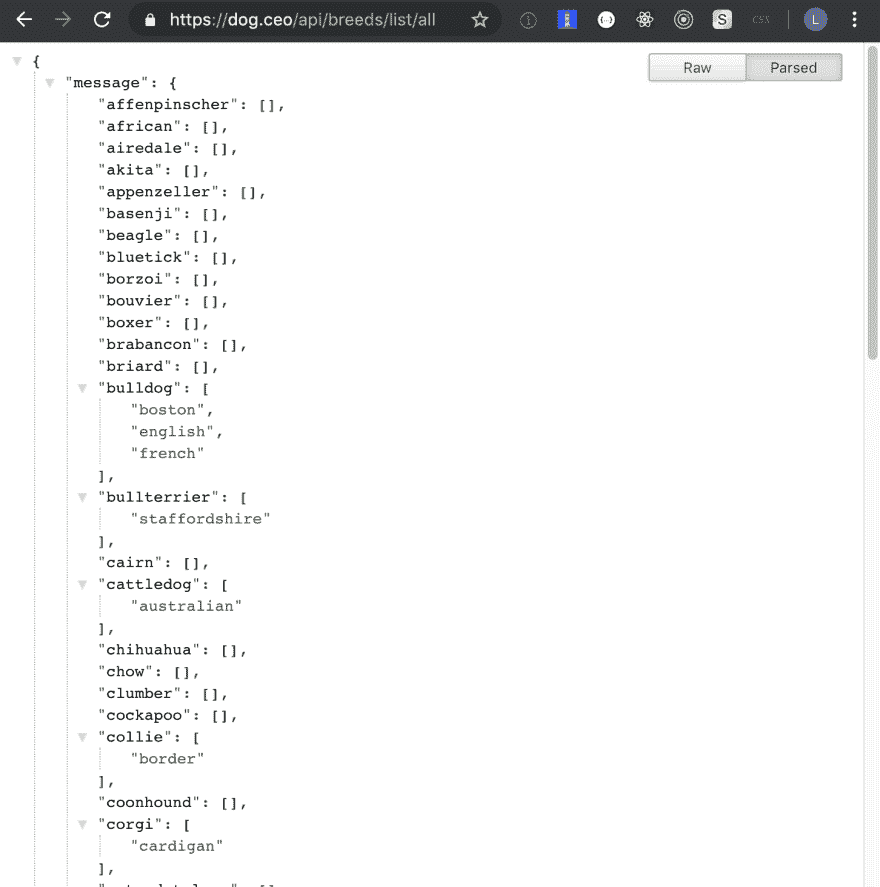 https://dog.ceo/api/breeds/list/all
S
CSX
L
Raw
Parsed
{
"message": {
"affenpinscher": [],
"african": [],
"airedale": [],
"akita": [],
"appenzeller": [],
"basenji": [],
"beagle": [],
"bluetick": [],
"borzoi": [],
"bouvier": [],
"boxer": [],
"brabancon": [],
"briard": [],
"bulldog": [
"boston",
"english",
"french"
],
"bullterrier": [
"staffordshire"
],
"cairn": [],
"cattledog": [
"australian"
],
"chihuahua": [],
"chow": [],
"clumber": [],
"cockapoo": [],
"collie": [
"border"
],
"coonhound": [],
"corgi": [
"cardigan"
],